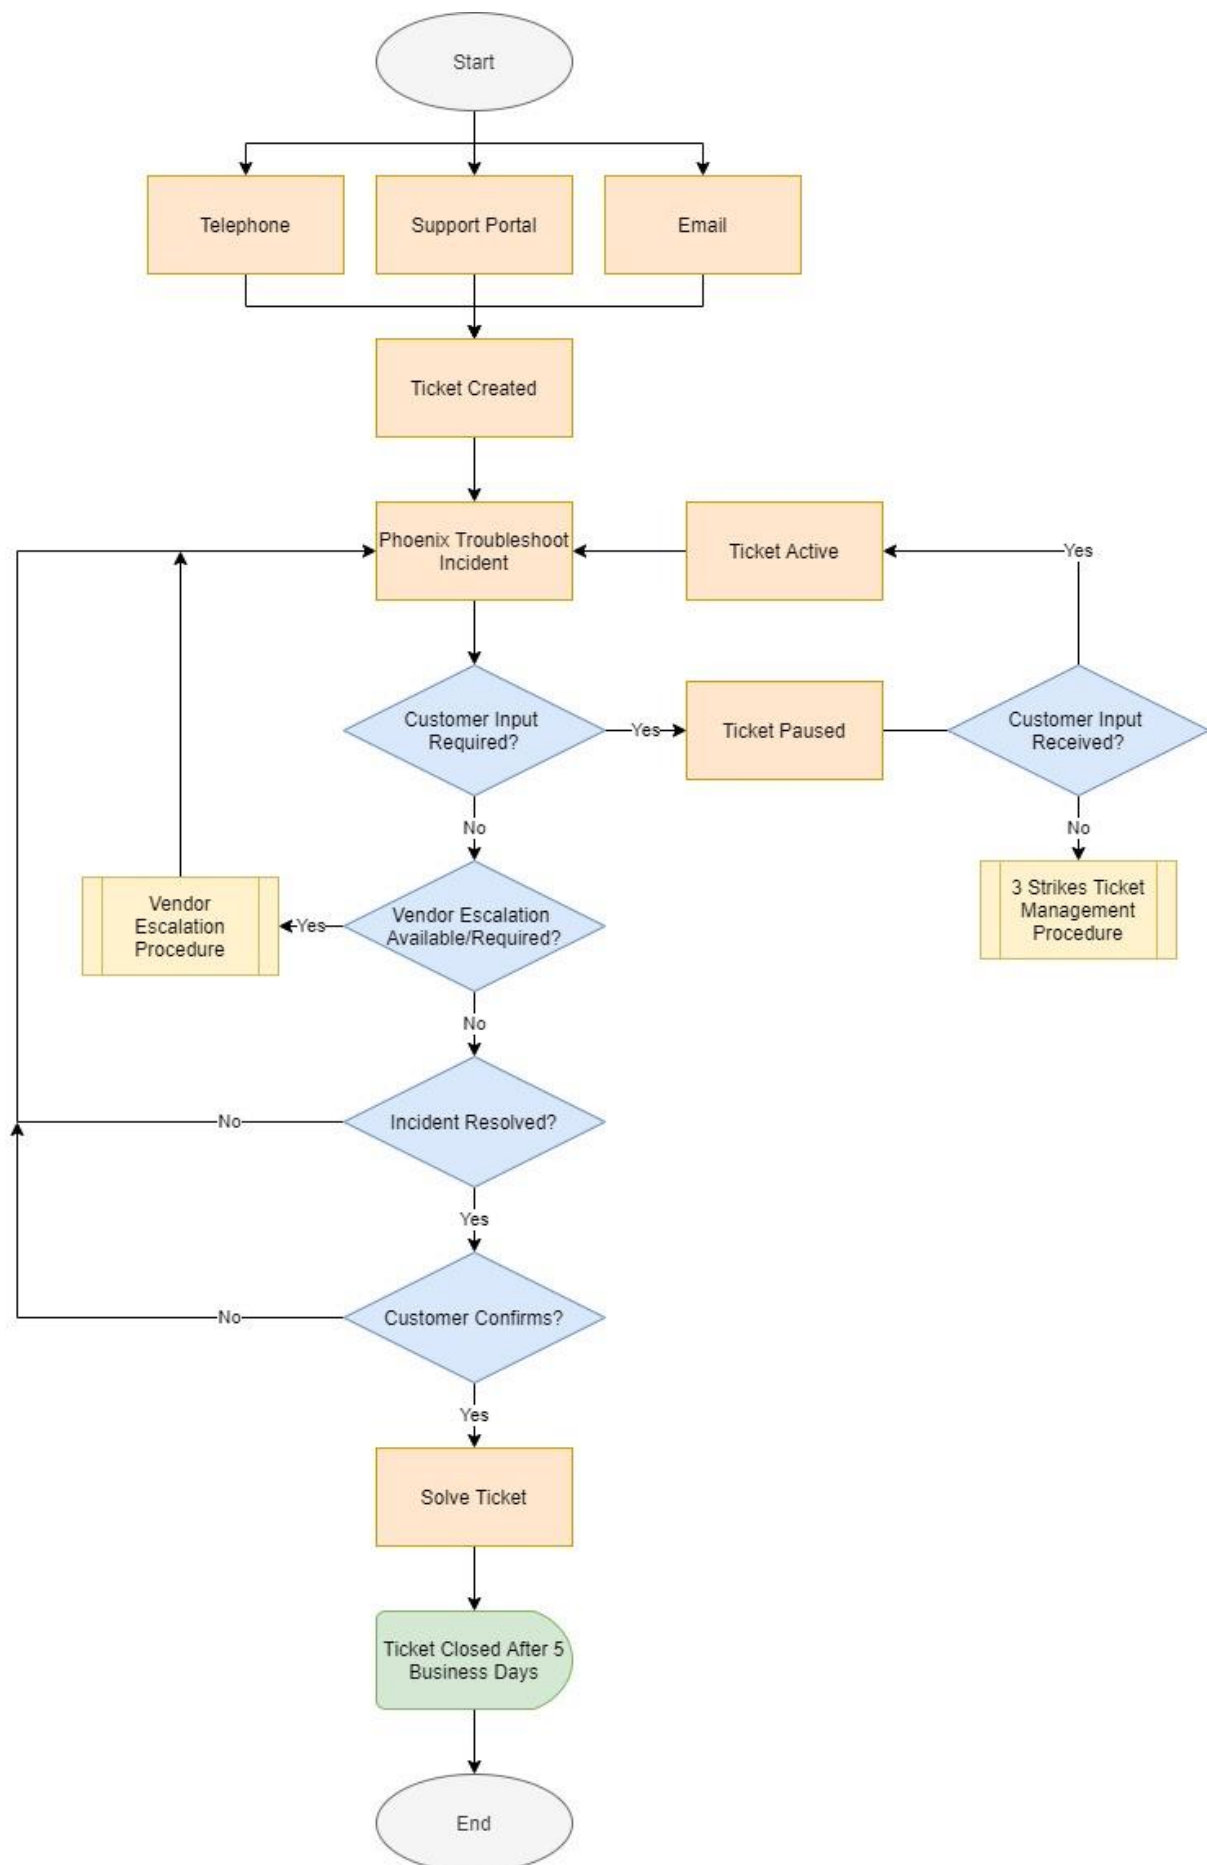 Start
Telephone
Support Portal
Email
Ticket Created
Phoenix Troubleshoot
Incident
Ticket Active
Yes
Customer Input
Required?
Yes
Ticket Paused
Customer Input
Received?
No
No
Vendor
Escalation
Procedure
Yes
Vendor Escalation
Available/Required?
3 Strikes Ticket
Management
Procedure
No
No
Incident Resolved?
Yes
No
Customer Confirms?
Yes
Solve Ticket
Ticket Closed After 5
Business Days
End